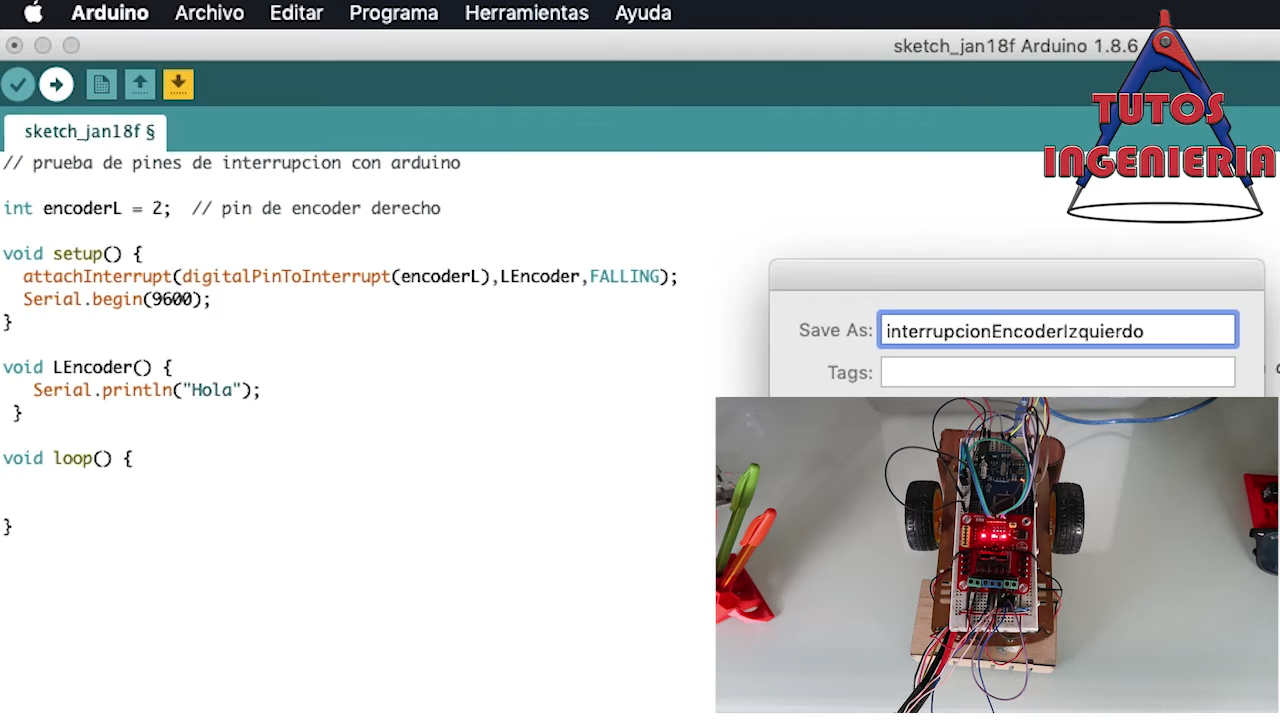 Arduino Archivo Editar Programa Herramientas Ayuda
sketch_jan18f Arduino 1.8.6
TUTOS
INGENIERIA
sketch_jan18f §
// prueba de pines de interrupcion con arduino
int encoderL = 2;  // pin de encoder derecho
void setup() {
  attachInterrupt(digitalPinToInterrupt(encoderL),LEncoder,FALLING);
  Serial.begin(9600);
}
void LEncoder() {
   Serial.println("Hola");
 }
void loop() {
}
Save As: interrupcionEncoderIzquierdo
Tags: